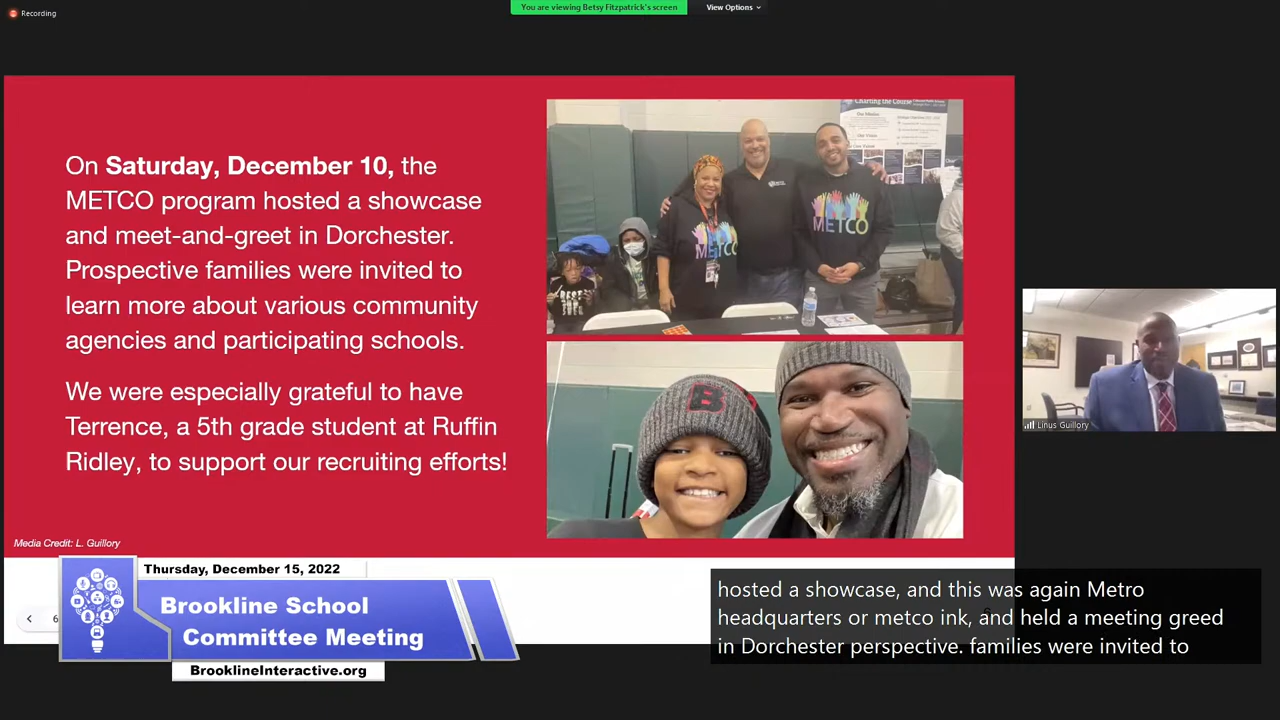 Recording
You are viewing Betsy Fitzpatrick's screen
View Options
On Saturday, December 10, the
METCO program hosted a showcase
and meet-and-greet in Dorchester.
Prospective families were invited to
learn more about various community
agencies and participating schools.
We were especially grateful to have
Terrence, a 5th grade student at Ruffin
Ridley, to support our recruiting efforts!
Media Credit: L. Guillory
Charting the Course
METCO
METCO
B
Linus Guillory
6
Thursday, December 15, 2022
Brookline School
Committee Meeting
BrooklineInteractive.org
hosted a showcase, and this was again Metro
headquarters or metco ink, and held a meeting greed
in Dorchester perspective. families were invited to